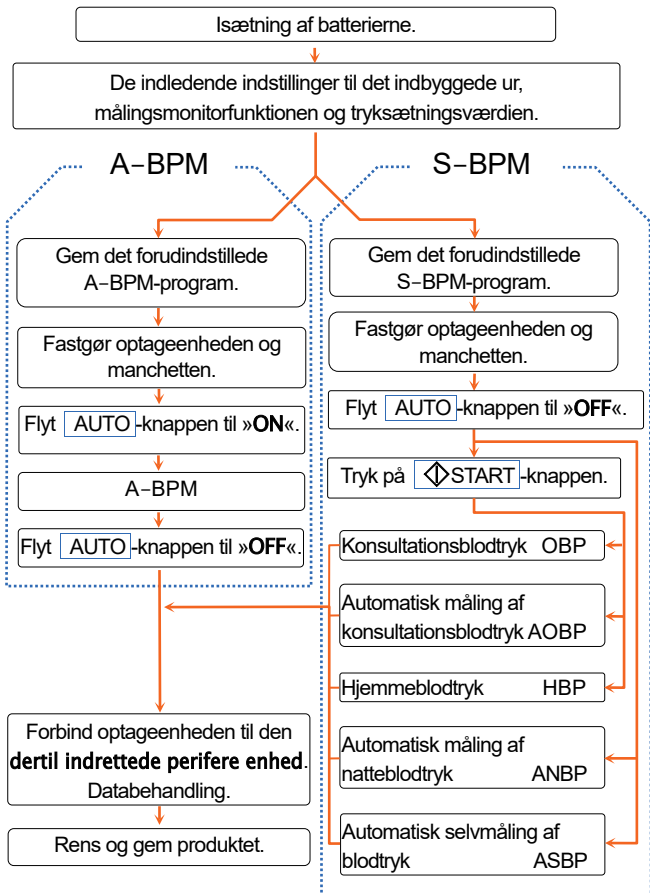 Isætning af batterierne.
De indledende indstillinger til det indbyggede ur,
målingsmonitorfunktionen og tryksætningsværdien.
A–BPM
Gem det forudindstillede
A–BPM-program.
Fastgør optageenheden og
manchetten.
Flyt AUTO-knappen til »ON«.
A–BPM
Flyt AUTO-knappen til »OFF«.
S–BPM
Gem det forudindstillede
S–BPM-program.
Fastgør optageenheden og
manchetten.
Flyt AUTO-knappen til »OFF«.
Tryk på START-knappen.
Konsultationsblodtryk OBP
Automatisk måling af
konsultationsblodtryk AOBP
Hjemmeblodtryk HBP
Automatisk måling af
natteblodtryk ANBP
Automatisk selvmåling af
blodtryk ASBP
Forbind optageenheden til den
dertil indrettede perifere enhed.
Databehandling.
Rens og gem produktet.